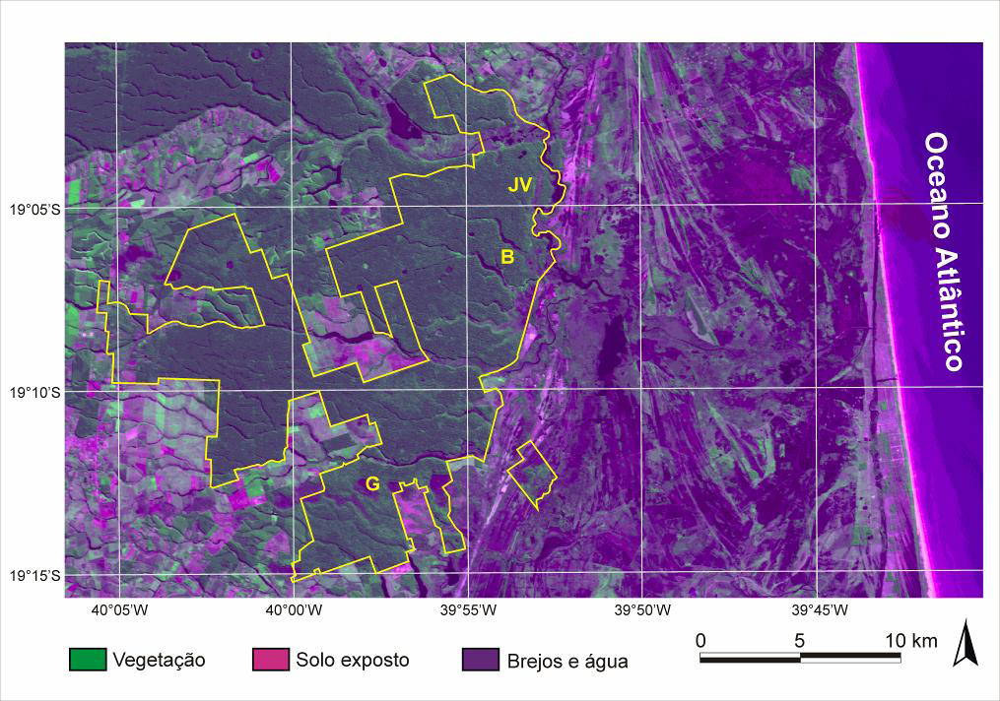 JV
B
G
Oceano Atlântico
19°05'S
19°10'S
19°15'S
40°05'W
40°00'W
39°55'W
39°50'W
39°45'W
Vegetação
Solo exposto
Brejos e água
0
5
10 km